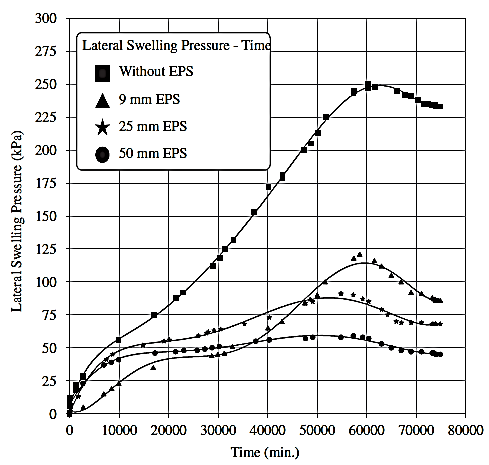 300
275
250
225
200
175
150
125
100
75
50
25
0
Lateral Swelling Pressure (kPa)
Lateral Swelling Pressure - Time
Without EPS
9 mm EPS
25 mm EPS
50 mm EPS
0 10000 20000 30000 40000 50000 60000 70000 80000
Time (min.)